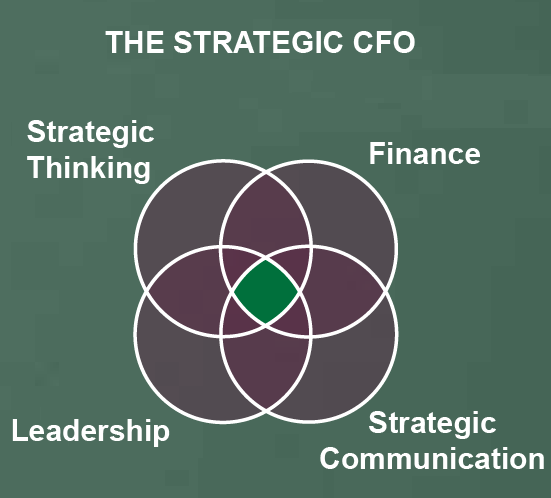 THE STRATEGIC CFO
Strategic
Thinking
Finance
Leadership
Strategic
Communication